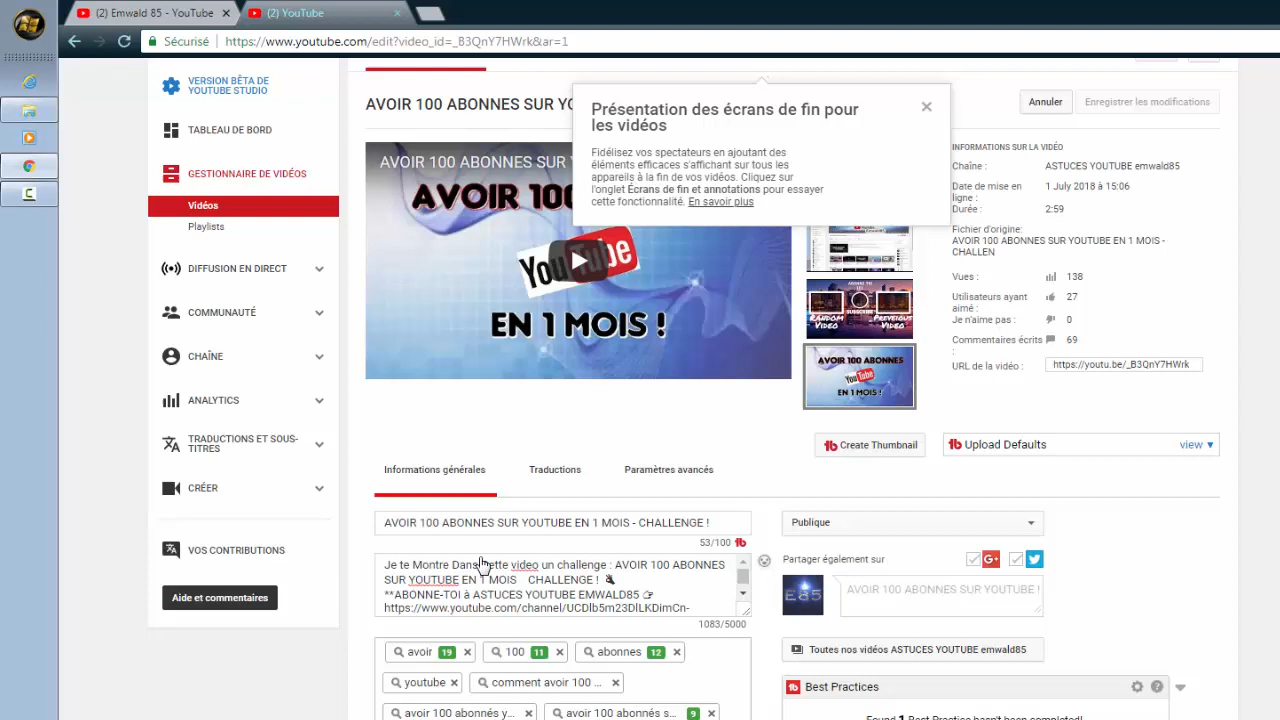 (2) Emwald 85 - YouTube
(2) YouTube
Sécurisé
https://www.youtube.com/edit?video_id=_B3QnY7HWrk&ar=1
VERSION BÊTA DE
YOUTUBE STUDIO
TABLEAU DE BORD
GESTIONNAIRE DE VIDÉOS
Vidéos
Playlists
DIFFUSION EN DIRECT
COMMUNAUTÉ
CHAÎNE
ANALYTICS
TRADUCTIONS ET SOUS-
TITRES
CRÉER
VOS CONTRIBUTIONS
Aide et commentaires
AVOIR 100 ABONNES SUR YO
Présentation des écrans de fin pour
les vidéos
Fidélisez vos spectateurs en ajoutant des
éléments efficaces s'affichant sur tous les
appareils à la fin de vos vidéos. Cliquez sur
l'onglet Écrans de fin et annotations pour essayer
cette fonctionnalité. En savoir plus
Annuler
Enregistrer les modifications
AVOIR 100 ABONNES SUR Y
AVOIR 100
YouTube
EN 1 MOIS !
RANDOM
VIDEO
SUBSCRIBE
PREVEIOUS
VIDEO
AVOIR 100 ABONNES
YouTube
EN 1 MOIS !
INFORMATIONS SUR LA VIDÉO
Chaîne : ASTUCES YOUTUBE emwald85
Date de mise en
ligne : 1 July 2018 à 15:06
Durée : 2:59
Fichier d'origine:
AVOIR 100 ABONNES SUR YOUTUBE EN 1 MOIS -
CHALLEN
Vues : 138
Utilisateurs ayant
aimé : 27
Je n'aime pas : 0
Commentaires écrits
: 69
URL de la vidéo : https://youtu.be/_B3QnY7HWrk
Create Thumbnail
Upload Defaults
view ▼
Informations générales
Traductions
Paramètres avancés
AVOIR 100 ABONNES SUR YOUTUBE EN 1 MOIS - CHALLENGE !
53/100
Je te Montre Dans cette video un challenge : AVOIR 100 ABONNES
SUR YOUTUBE EN 1 MOIS CHALLENGE !
**ABONNE-TOI à ASTUCES YOUTUBE EMWALD85
https://www.youtube.com/channel/UCDlb5m23DlLKDimCn-
1083/5000
avoir 19
100 11
abonnes 12
youtube
comment avoir 100 ...
avoir 100 abonnés y...
avoir 100 abonnés s... 9
Publique
Partager également sur
E85
AVOIR 100 ABONNES SUR YOUTUBE !
Toutes nos vidéos ASTUCES YOUTUBE emwald85
Best Practices
Found 1 Best Practice hasn't been completed!